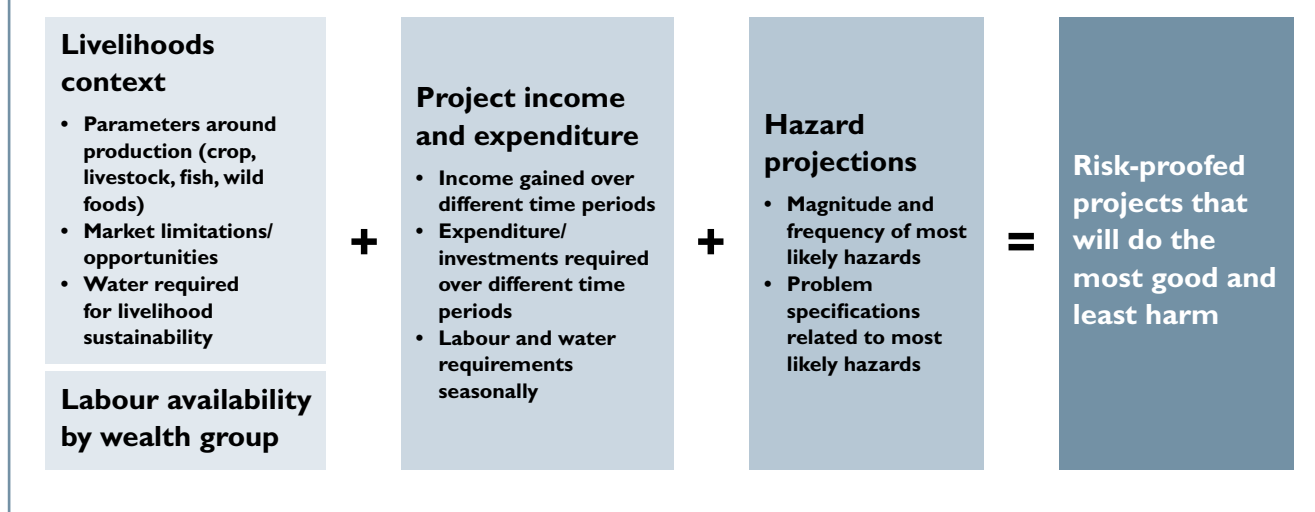 Livelihoods
context
• Parameters around
production (crop,
livestock, fish, wild
foods)
• Market limitations/
opportunities
• Water required
for livelihood
sustainability
Labour availability
by wealth group
+
Project income
and expenditure
• Income gained over
different time periods
• Expenditure/
investments required
over different time
periods
• Labour and water
requirements
seasonally
+
Hazard
projections
• Magnitude and
frequency of most
likely hazards
• Problem
specifications
related to most
likely hazards
=
Risk-proofed
projects that
will do the
most good and
least harm